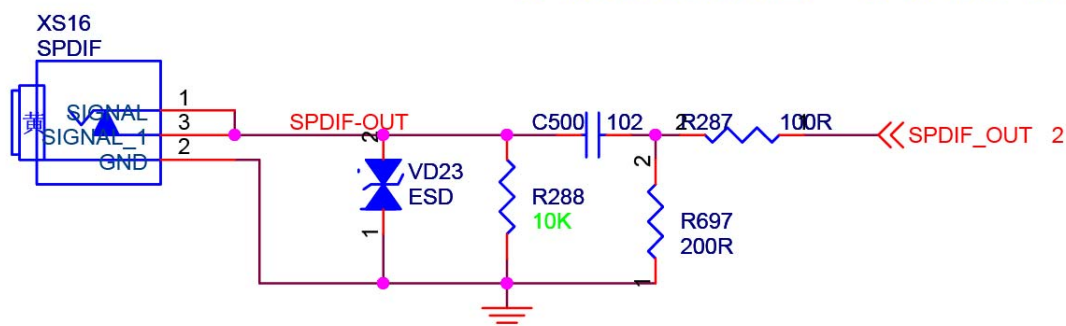 XS16
SPDIF
黄
SIGNAL 1
SIGNAL_1 3
GND 2
SPDIF-OUT
2
VD23
ESD
1
R288
10K
C500 102
2 R287 1 100R
2
R697
200R
1
SPDIF_OUT 2